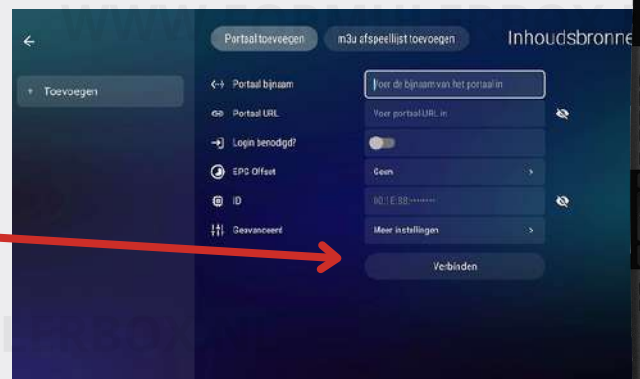 Portaal toevoegen
m3u afspeellijst toevoegen
Inhoudsbronne
+ Toevoegen
Portaal bijnaam
Voer de bijnaam van het portaal in
Portaal URL
Voer portaal URL in
Login benodigd?
EPG Offset
Geen
ID
Geavanceerd
Meer instellingen
Verbinden